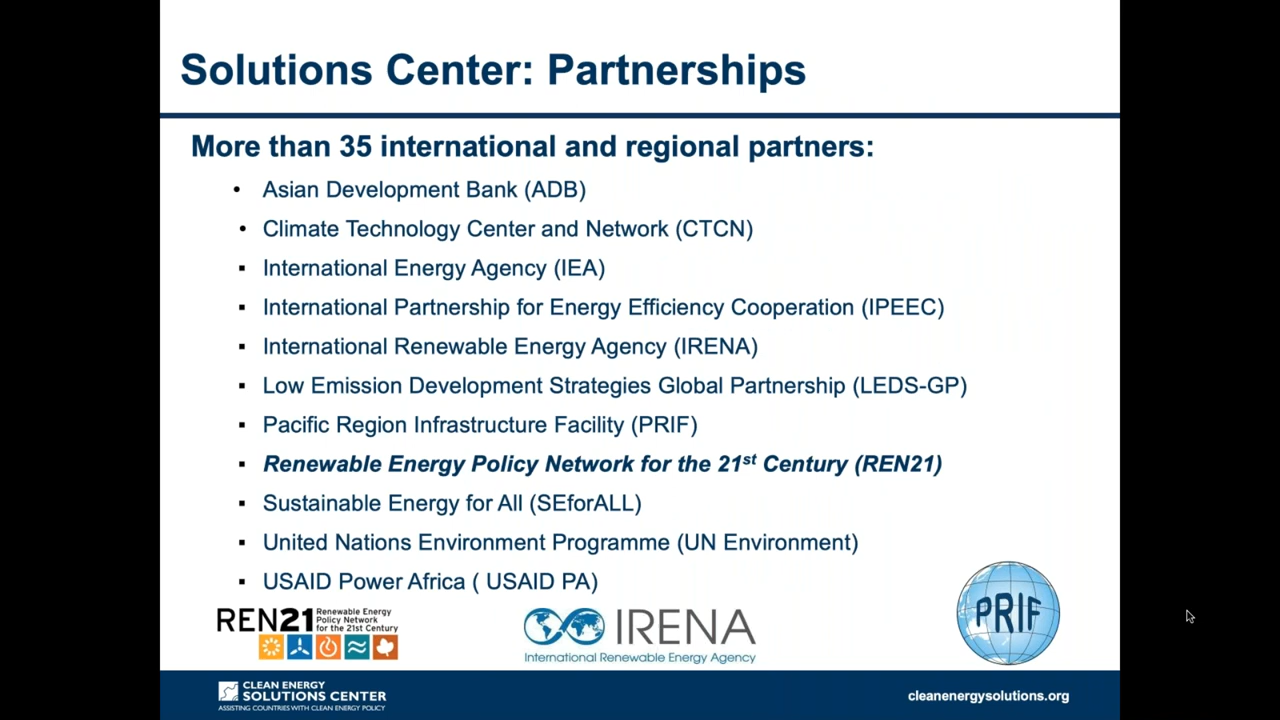 Solutions Center: Partnerships
More than 35 international and regional partners:
• Asian Development Bank (ADB)
• Climate Technology Center and Network (CTCN)
▪ International Energy Agency (IEA)
▪ International Partnership for Energy Efficiency Cooperation (IPEEC)
▪ International Renewable Energy Agency (IRENA)
▪ Low Emission Development Strategies Global Partnership (LEDS-GP)
▪ Pacific Region Infrastructure Facility (PRIF)
▪ Renewable Energy Policy Network for the 21st Century (REN21)
▪ Sustainable Energy for All (SEforALL)
▪ United Nations Environment Programme (UN Environment)
▪ USAID Power Africa ( USAID PA)
REN21 Renewable Energy
Policy Network
for the 21st Century
IRENA
International Renewable Energy Agency
PRIF
CLEAN ENERGY
SOLUTIONS CENTER
ASSISTING COUNTRIES WITH CLEAN ENERGY POLICY
cleanenergysolutions.org